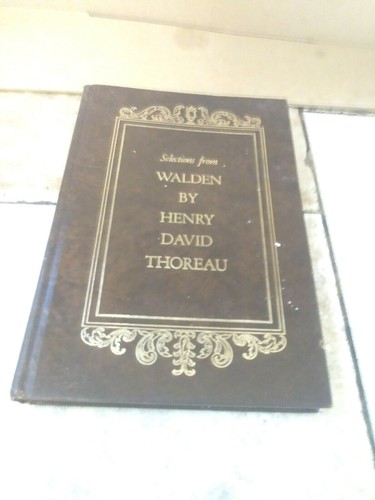 Selections from
WALDEN
BY
HENRY
DAVID
THOREAU